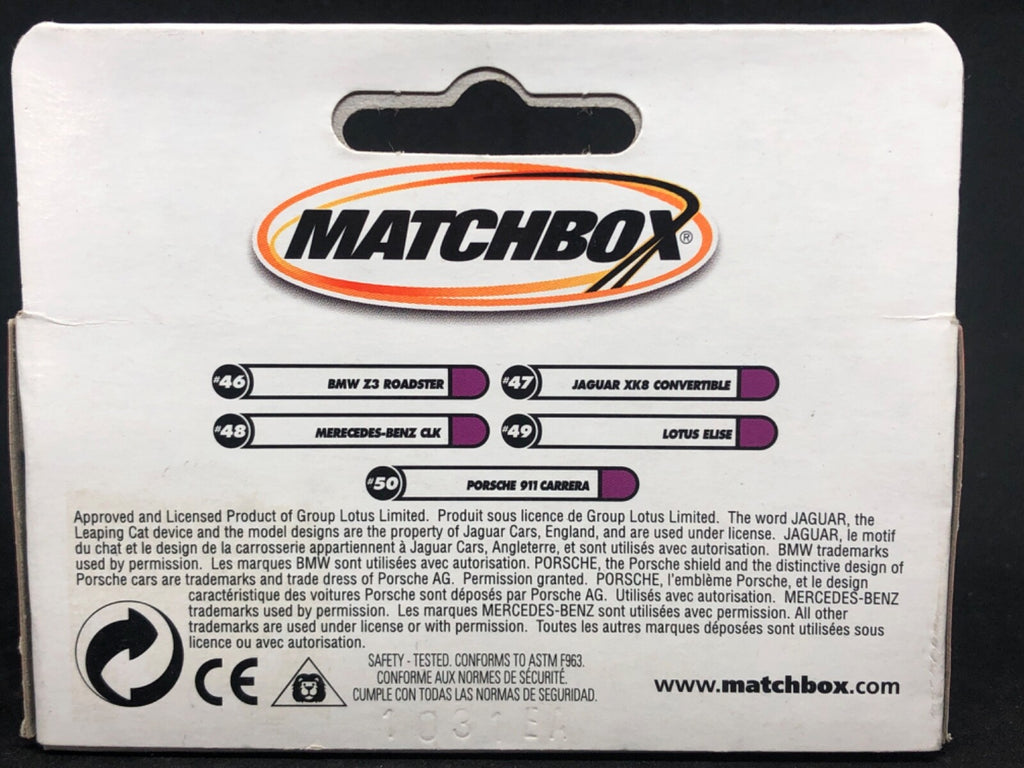 MATCHBOX®
#46 BMW Z3 ROADSTER
#47 JAGUAR XK8 CONVERTIBLE
#48 MERECEDES-BENZ CLK
#49 LOTUS ELISE
#50 PORSCHE 911 CARRERA
Approved and Licensed Product of Group Lotus Limited. Produit sous licence de Group Lotus Limited. The word JAGUAR, the
Leaping Cat device and the model designs are the property of Jaguar Cars, England, and are used under license. JAGUAR, le motif
du chat et le design de la carrosserie appartiennent à Jaguar Cars, Angleterre, et sont utilisés avec autorisation. BMW trademarks
used by permission. Les marques BMW sont utilisées avec autorisation. PORSCHE, the Porsche shield and the distinctive design of
Porsche cars are trademarks and trade dress of Porsche AG. Permission granted. PORSCHE, l'emblème Porsche, et le design
caractéristique des voitures Porsche sont déposés par Porsche AG. Utilisés avec autorisation. MERCEDES-BENZ
trademarks used by permission. Les marques MERCEDES-BENZ sont utilisées avec permission. All other
trademarks are used under license or with permission. Toutes les autres marques déposées sont utilisées sous
licence ou avec autorisation.
CE
SAFETY - TESTED. CONFORMS TO ASTM F963.
CONFORME AUX NORMES DE SÉCURITÉ.
CUMPLE CON TODAS LAS NORMAS DE SEGURIDAD.
www.matchbox.com
1031EA